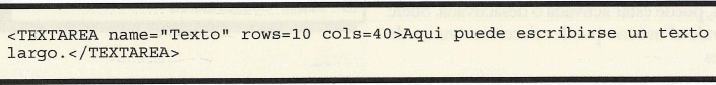 <TEXTAREA name="Texto" rows=10 cols=40>Aqui puede escribirse un texto
largo.</TEXTAREA>